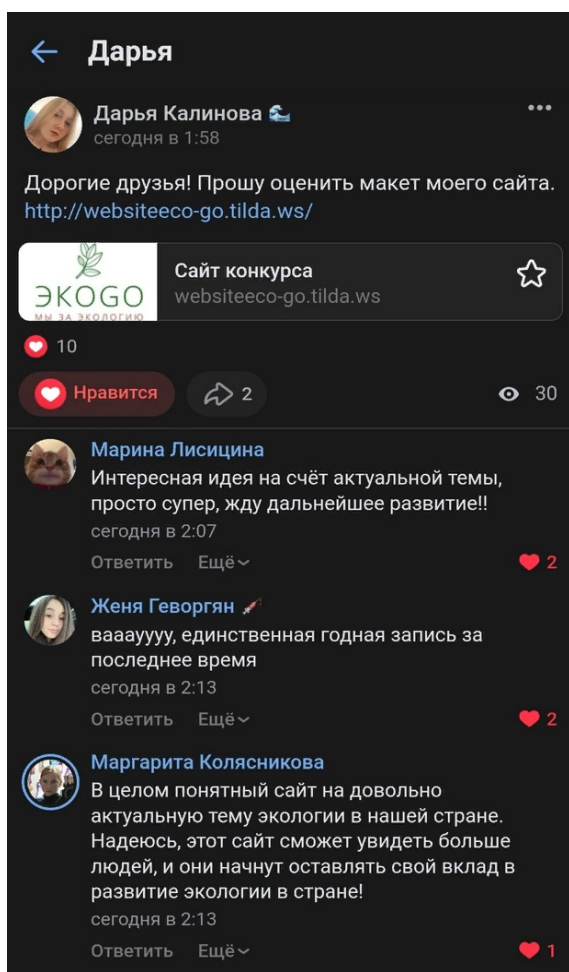 Дарья
Дарья Калинова 🌊
сегодня в 1:58
Дорогие друзья! Прошу оценить макет моего сайта.
http://websiteeco-go.tilda.ws/
ЭКОGO
МЫ ЗА ЭКОЛОГИЮ
Сайт конкурса
websiteeco-go.tilda.ws
10
Нравится
2
30
Марина Лисицина
Интересная идея на счёт актуальной темы,
просто супер, жду дальнейшее развитие!!
сегодня в 2:07
Ответить Ещё
2
Женя Геворгян
вааауууу, единственная годная запись за
последнее время
сегодня в 2:13
Ответить Ещё
2
Маргарита Колясникова
В целом понятный сайт на довольно
актуальную тему экологии в нашей стране.
Надеюсь, этот сайт сможет увидеть больше
людей, и они начнут оставлять свой вклад в
развитие экологии в стране!
сегодня в 2:13
Ответить Ещё
1